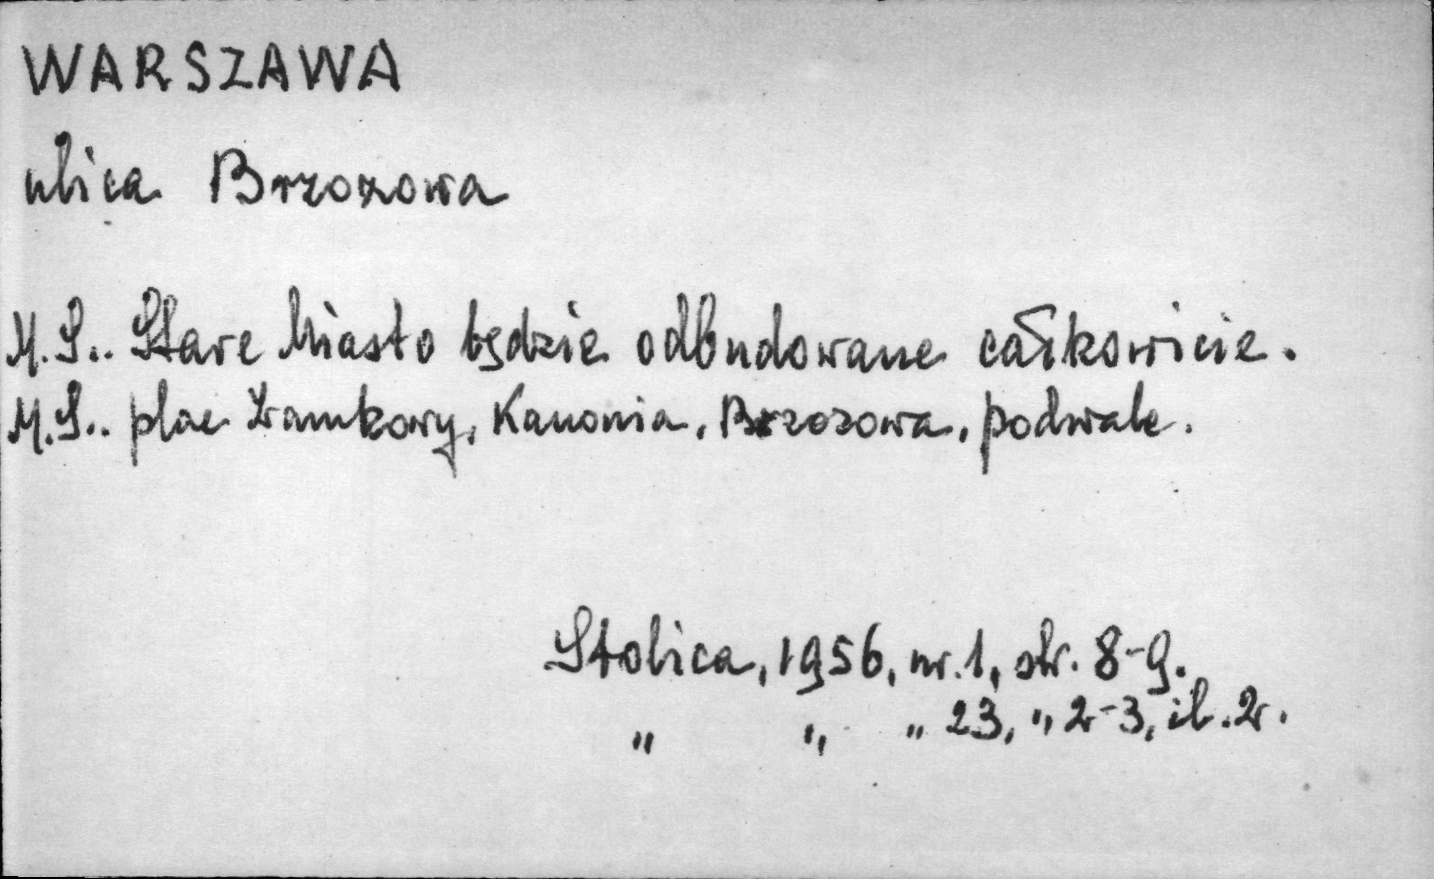 WARSZAWA
ulica Brzozowa
M.S.. Stare Miasto będzie odbudowane całkowicie.
M.S.. plac Zamkowy, Kanonia, Brzozowa, podwale.
Stolica, 1956, nr. 1, str. 8-9.
" " " 23, " 2-3, il. 2.